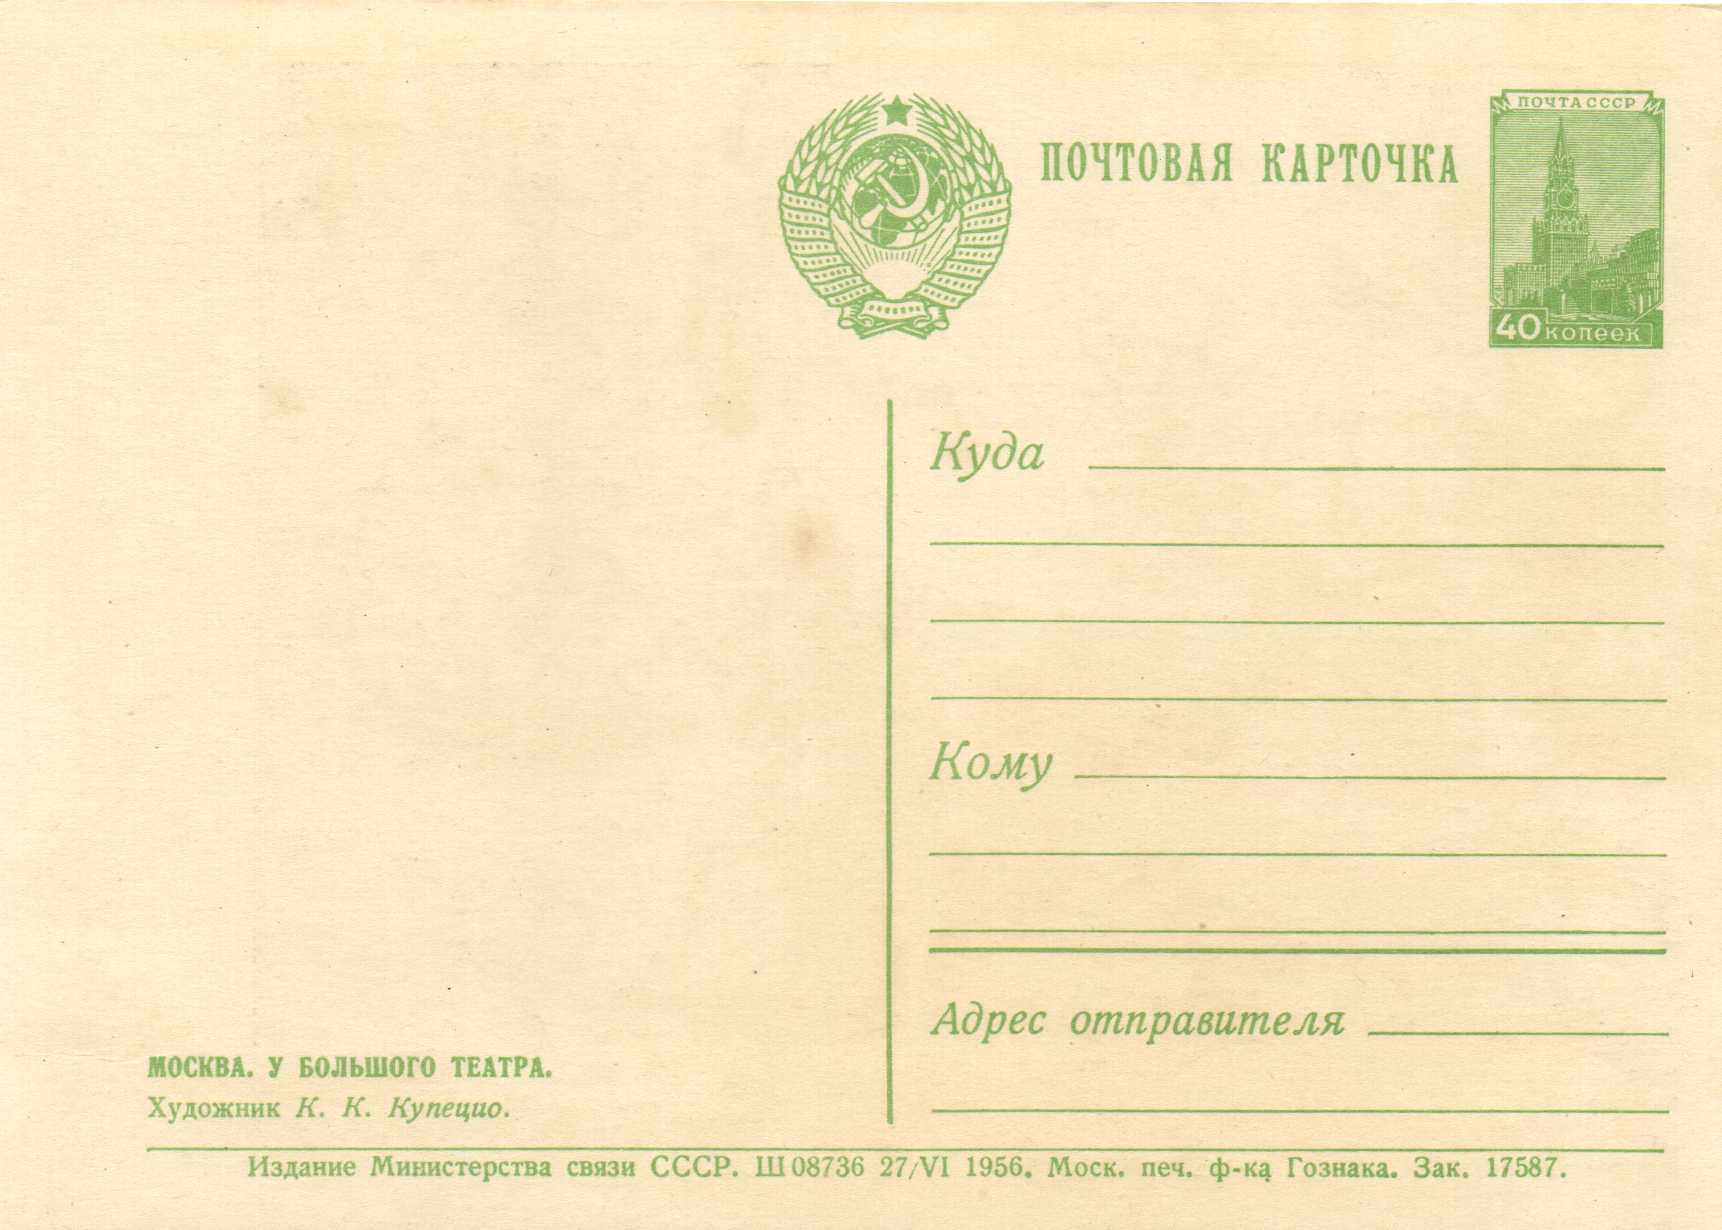 ПОЧТОВАЯ КАРТОЧКА
ПОЧТА СССР
40 КОПЕЕК
Куда
Кому
Адрес отправителя
МОСКВА. У БОЛЬШОГО ТЕАТРА.
Художник К. К. Купецио.
Издание Министерства связи СССР. Ш 08736 27/VI 1956. Моск. печ. ф-ка Гознака. Зак. 17587.